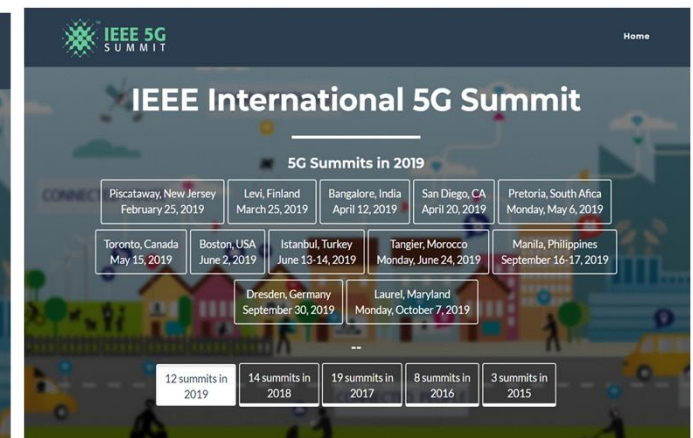 IEEE 5G
SUMMIT
Home
IEEE International 5G Summit
5G Summits in 2019
Piscataway, New Jersey
February 25, 2019
Levi, Finland
March 25, 2019
Bangalore, India
April 12, 2019
San Diego, CA
April 20, 2019
Pretoria, South Africa
Monday, May 6, 2019
Toronto, Canada
May 15, 2019
Boston, USA
June 2, 2019
Istanbul, Turkey
June 13-14, 2019
Tangier, Morocco
Monday, June 24, 2019
Manila, Philippines
September 16-17, 2019
Dresden, Germany
September 30, 2019
Laurel, Maryland
Monday, October 7, 2019
--
12 summits in
2019
14 summits in
2018
19 summits in
2017
8 summits in
2016
3 summits in
2015